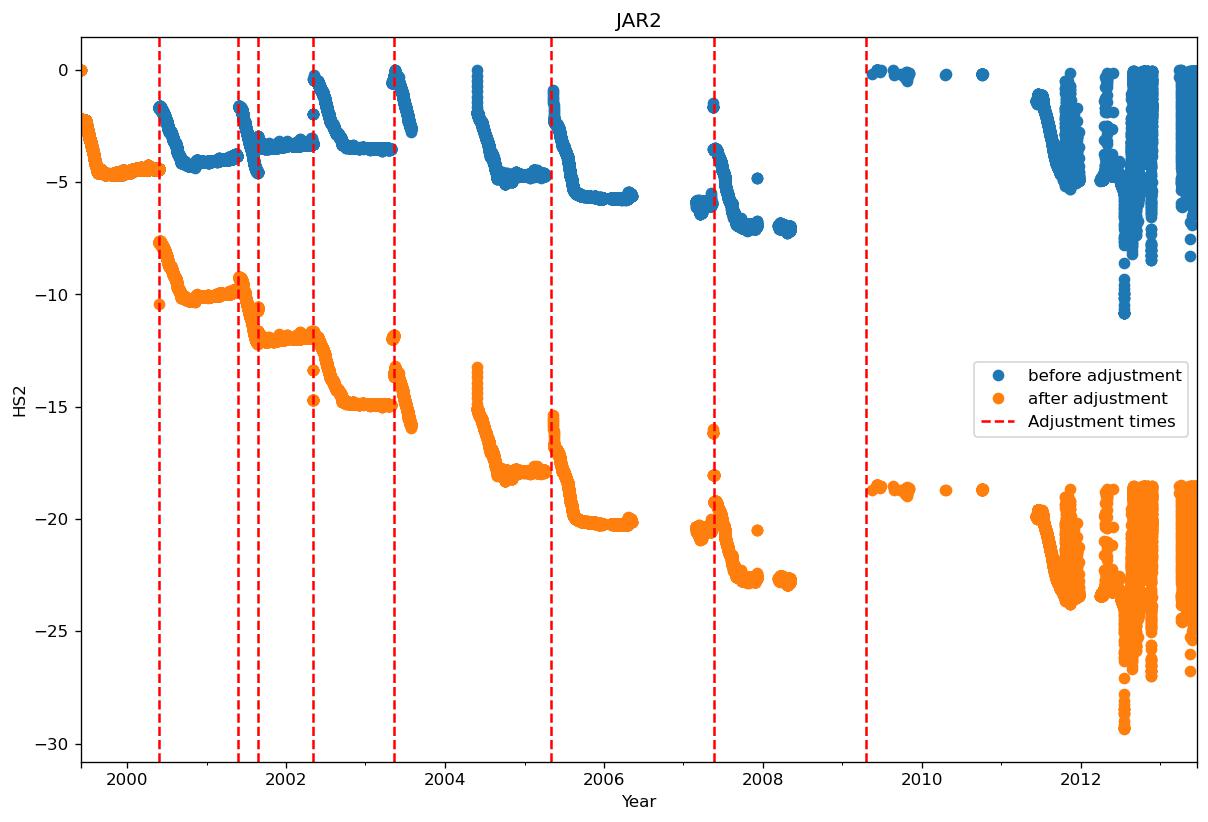 JAR2
0
−5
−10
−15
−20
−25
−30
HS2
before adjustment
after adjustment
Adjustment times
2000 2002 2004 2006 2008 2010 2012
Year